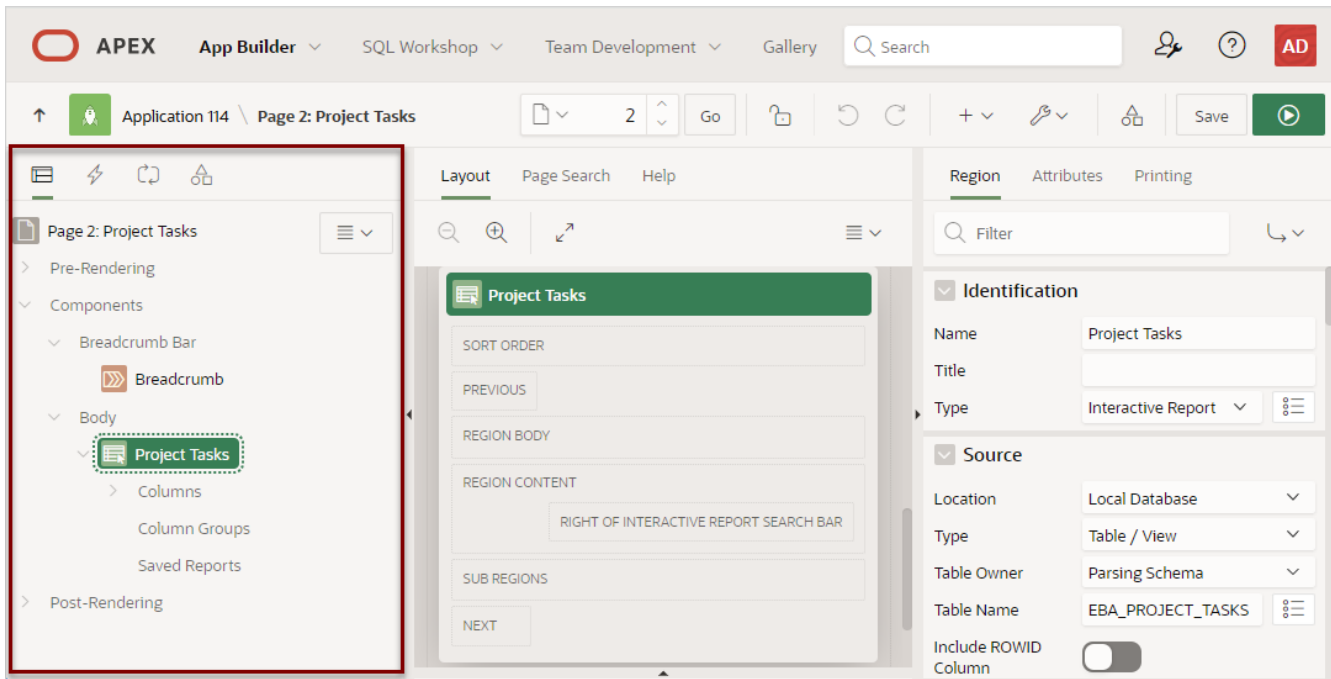 APEX App Builder SQL Workshop Team Development Gallery Search AD
Application 114 \ Page 2: Project Tasks 2 Go Save
Page 2: Project Tasks
Pre-Rendering
Components
Breadcrumb Bar
Breadcrumb
Body
Project Tasks
Columns
Column Groups
Saved Reports
Post-Rendering
Layout Page Search Help
Project Tasks
SORT ORDER
PREVIOUS
REGION BODY
REGION CONTENT
RIGHT OF INTERACTIVE REPORT SEARCH BAR
SUB REGIONS
NEXT
Region Attributes Printing
Filter
Identification
Name Project Tasks
Title
Type Interactive Report
Source
Location Local Database
Type Table / View
Table Owner Parsing Schema
Table Name EBA_PROJECT_TASKS
Include ROWID
Column